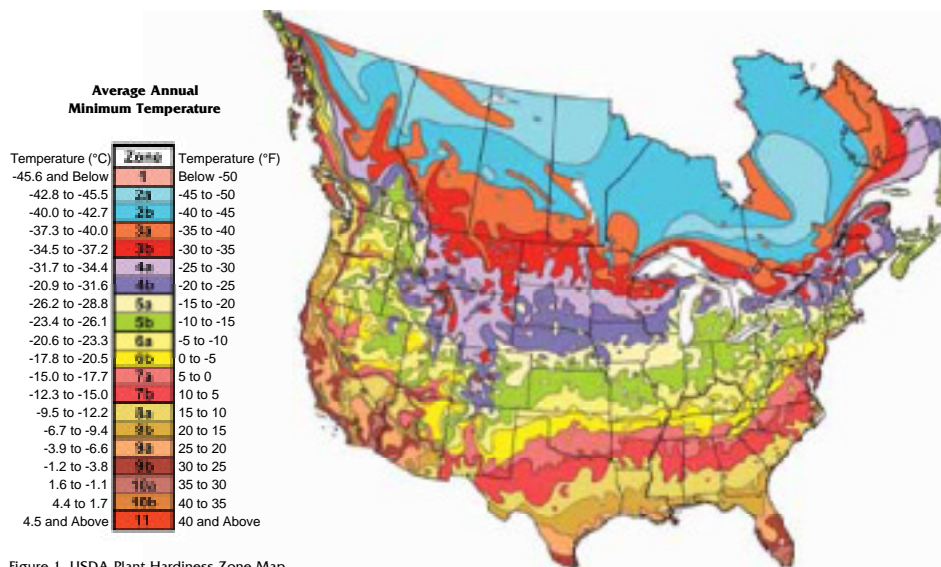 Average Annual
Minimum Temperature
Temperature (°C) Zone Temperature (°F)
-45.6 and Below 1 Below -50
-42.8 to -45.5 2a -45 to -50
-40.0 to -42.7 2b -40 to -45
-37.3 to -40.0 3a -35 to -40
-34.5 to -37.2 3b -30 to -35
-31.7 to -34.4 4a -25 to -30
-20.9 to -31.6 4b -20 to -25
-26.2 to -28.8 5a -15 to -20
-23.4 to -26.1 5b -10 to -15
-20.6 to -23.3 6a -5 to -10
-17.8 to -20.5 6b 0 to -5
-15.0 to -17.7 7a 5 to 0
-12.3 to -15.0 7b 10 to 5
-9.5 to -12.2 8a 15 to 10
-6.7 to -9.4 20 to 15
-3.9 to -6.6 9a 25 to 20
-1.2 to -3.8 9b 30 to 25
1.6 to -1.1 10a 35 to 30
4.4 to 1.7 10b 40 to 35
4.5 and Above 11 40 and Above
Figure 1. USDA Plant Hardiness Zone Map